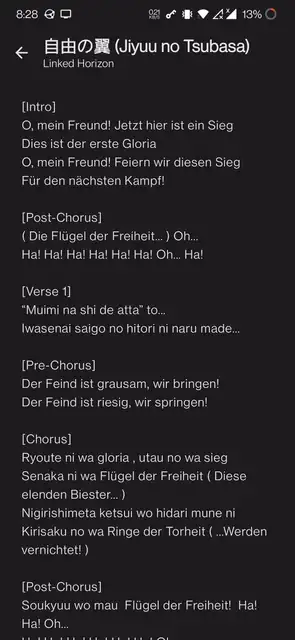 8:28
0.21 KB/S
13%
自由の翼 (Jiyuu no Tsubasa)
Linked Horizon
[Intro]
O, mein Freund! Jetzt hier ist ein Sieg
Dies ist der erste Gloria
O, mein Freund! Feiern wir diesen Sieg
Für den nächsten Kampf!
[Post-Chorus]
( Die Flügel der Freiheit... ) Oh...
Ha! Ha! Ha! Ha! Ha! Ha! Oh... Ha!
[Verse 1]
“Muimi na shi de atta” to...
Iwasenai saigo no hitori ni naru made...
[Pre-Chorus]
Der Feind ist grausam, wir bringen!
Der Feind ist riesig, wir springen!
[Chorus]
Ryoute ni wa gloria , utau no wa sieg
Senaka ni wa Flügel der Freiheit ( Diese
elenden Biester... )
Nigirishimeta ketsui wo hidari mune ni
Kirisaku no wa Ringe der Torheit ( ...Werden
vernichtet! )
[Post-Chorus]
Soukyuu wo mau  Flügel der Freiheit!  Ha!
Ha! Oh...